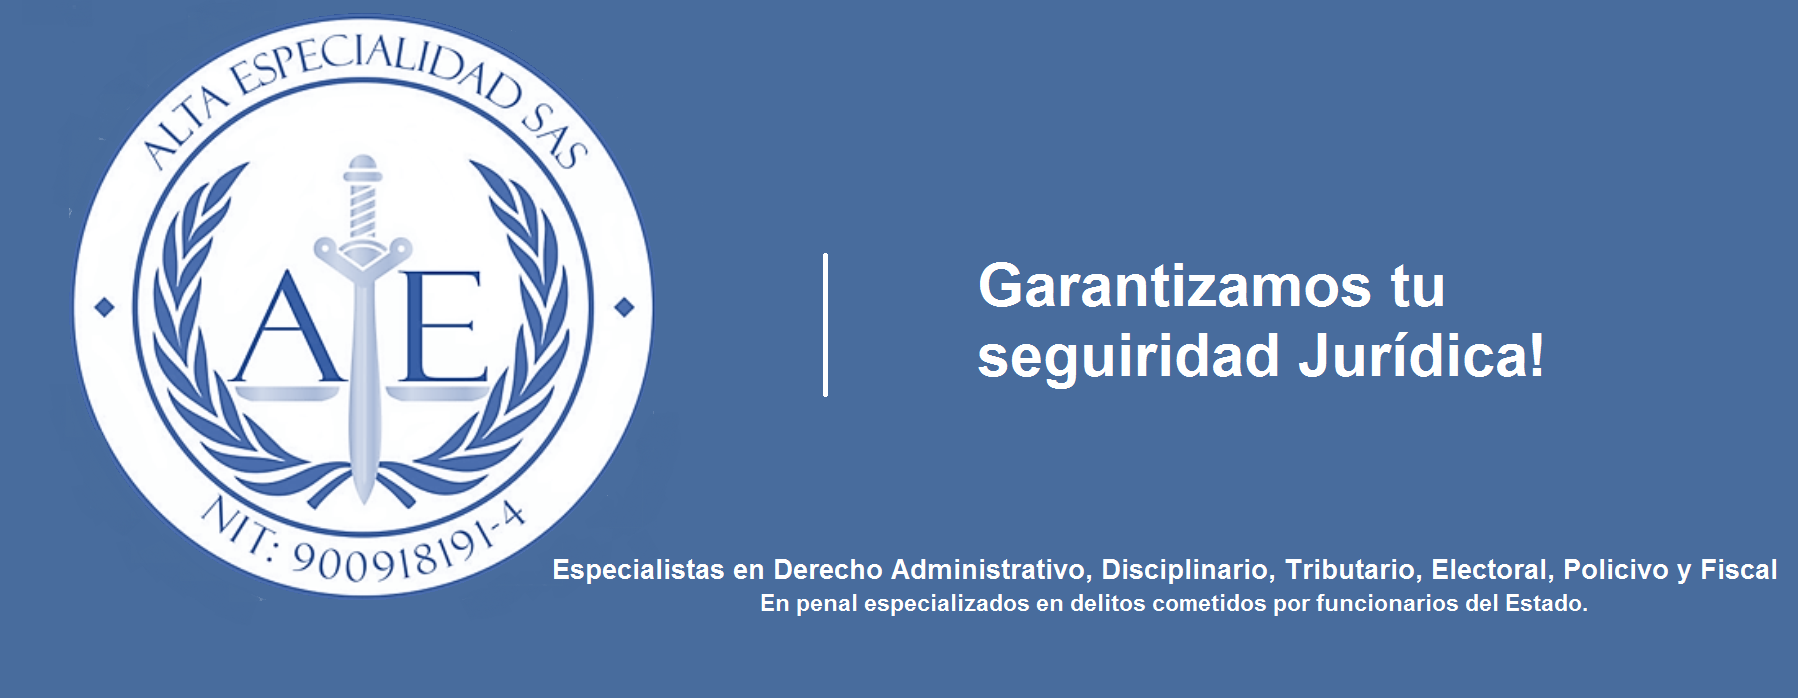 ALTA ESPECIALIDAD SAS
A E
NIT: 900918191-4
Garantizamos tu
seguiridad Jurídica!
Especialistas en Derecho Administrativo, Disciplinario, Tributario, Electoral, Policivo y Fiscal
En penal especializados en delitos cometidos por funcionarios del Estado.